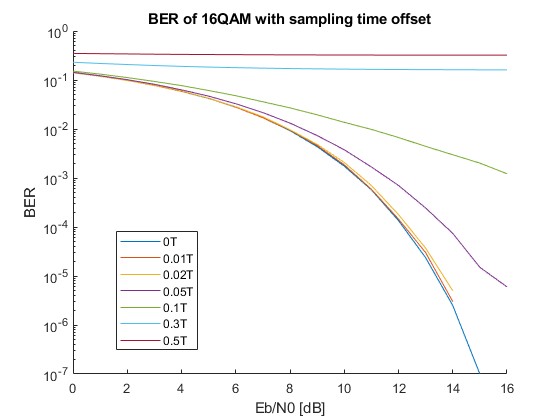 BER of 16QAM with sampling time offset
10^0
10^-1
10^-2
10^-3
10^-4
10^-5
10^-6
10^-7
BER
0T
0.01T
0.02T
0.05T
0.1T
0.3T
0.5T
0 2 4 6 8 10 12 14 16
Eb/N0 [dB]